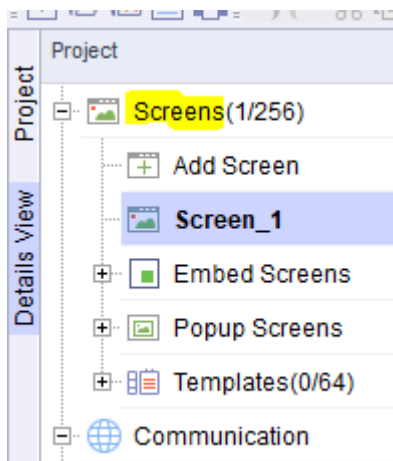 Project
Project
Screens(1/256)
Add Screen
Screen_1
Details View
Embed Screens
Popup Screens
Templates(0/64)
Communication